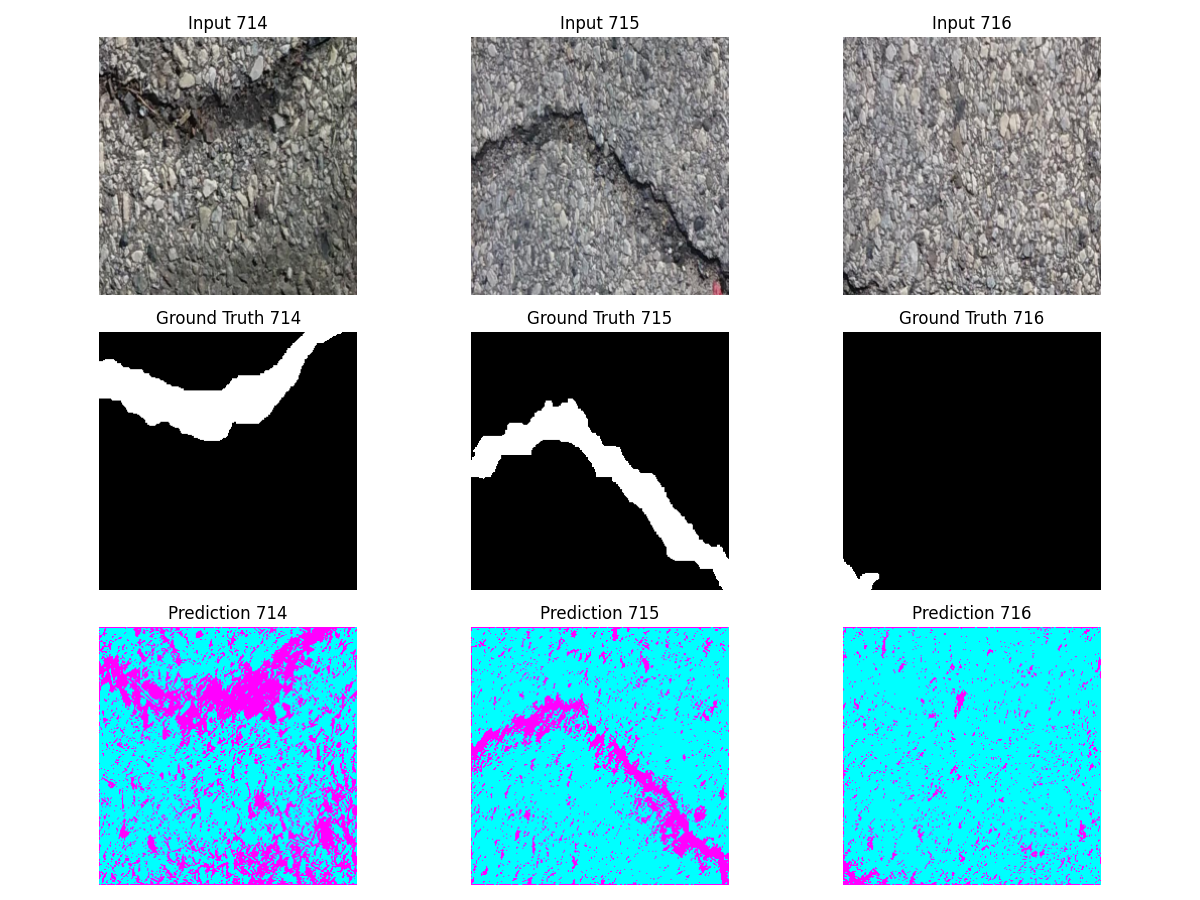 Input 714
Input 715
Input 716
Ground Truth 714
Ground Truth 715
Ground Truth 716
Prediction 714
Prediction 715
Prediction 716